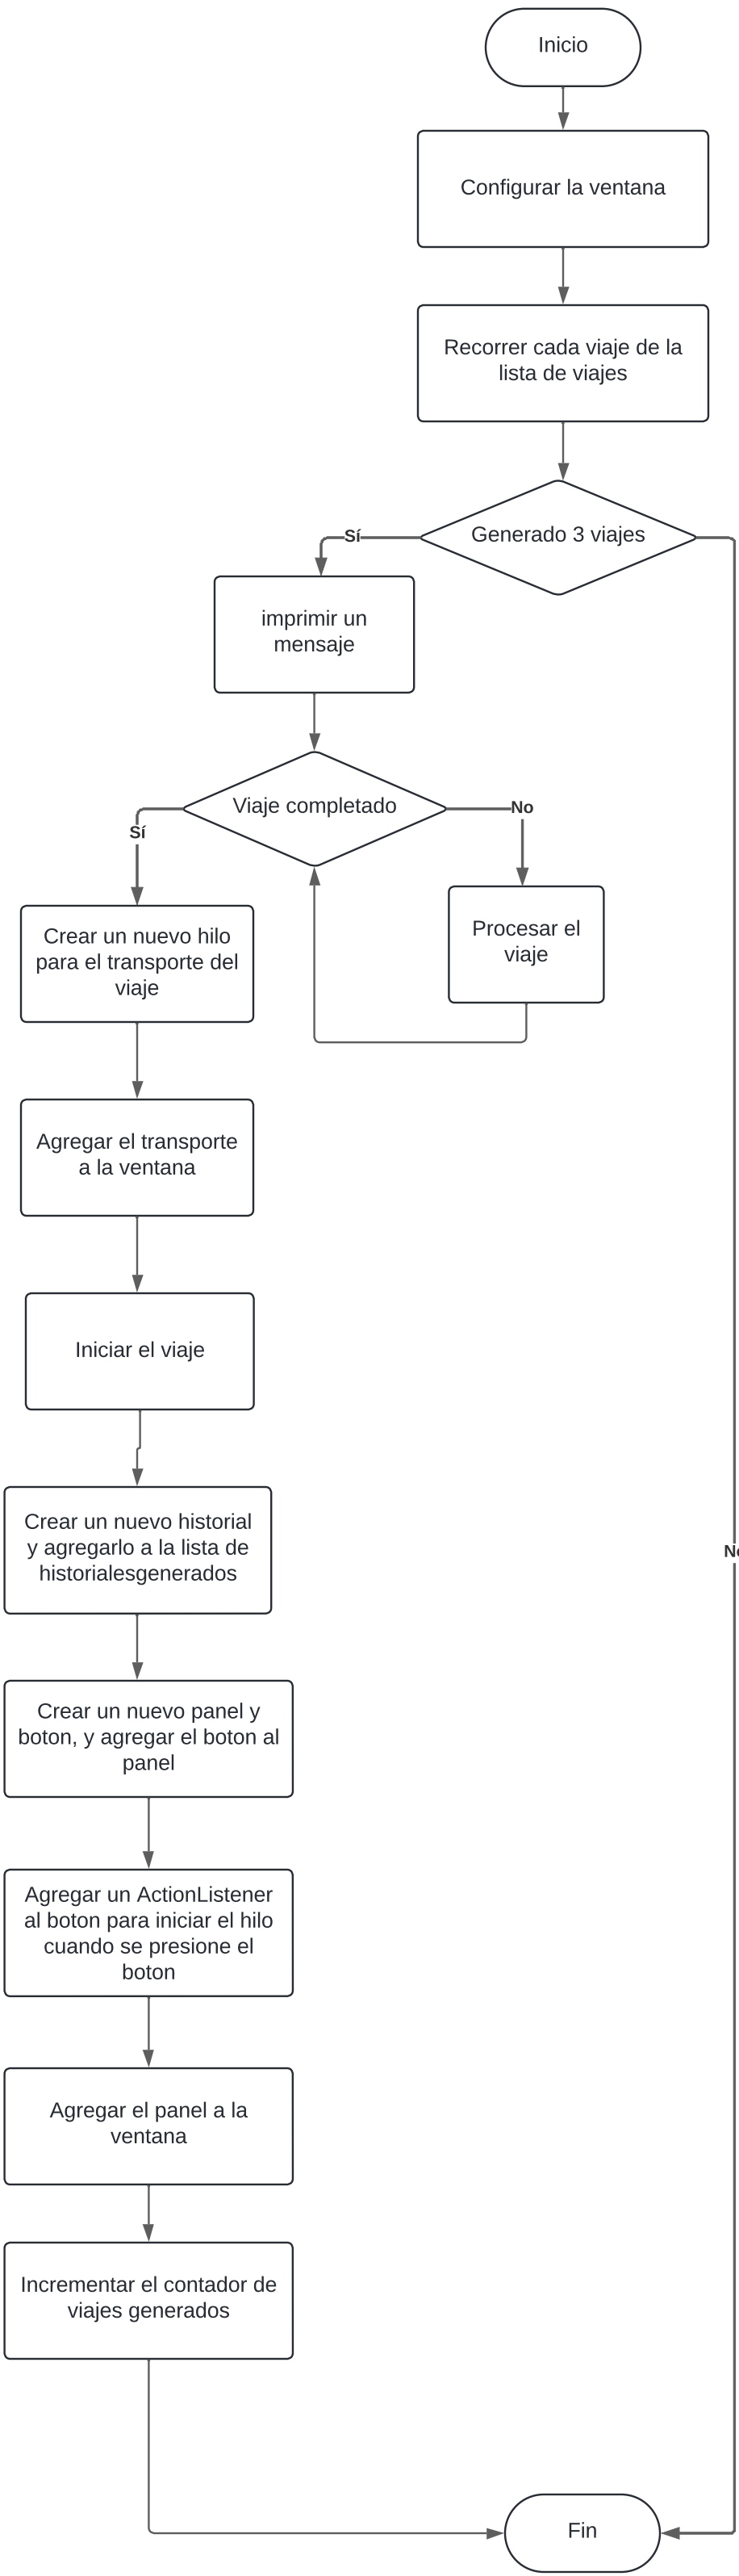 Inicio
Configurar la ventana
Recorrer cada viaje de la
lista de viajes
Generado 3 viajes
Sí
imprimir un
mensaje
Viaje completado
No
Sí
Procesar el
viaje
Crear un nuevo hilo
para el transporte del
viaje
Agregar el transporte
a la ventana
Iniciar el viaje
Crear un nuevo historial
y agregarlo a la lista de
historialesgenerados
No
Crear un nuevo panel y
boton, y agregar el boton al
panel
Agregar un ActionListener
al boton para iniciar el hilo
cuando se presione el
boton
Agregar el panel a la
ventana
Incrementar el contador de
viajes generados
Fin